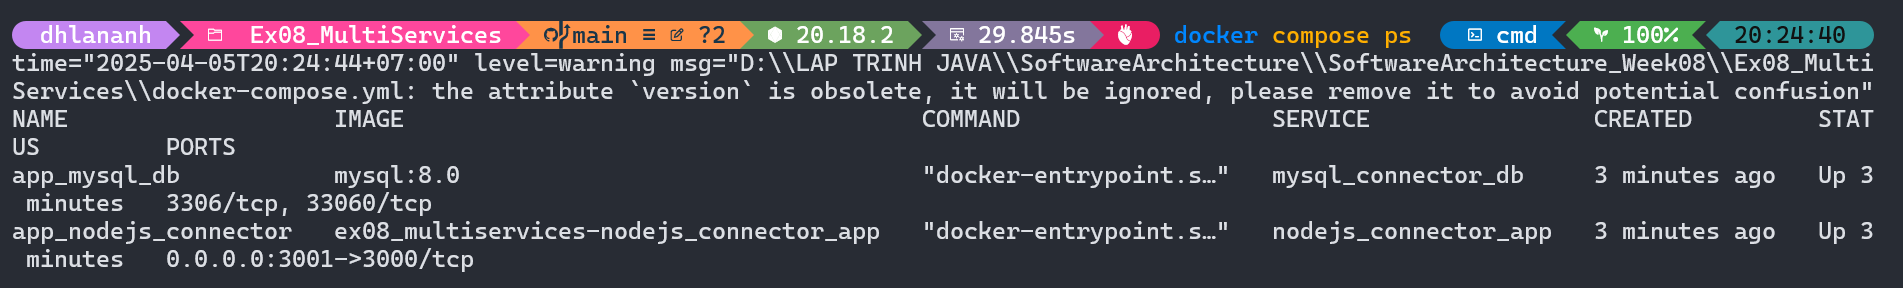 dhlananh Ex08_MultiServices main ≡ ?2 20.18.2 29.845s docker compose ps cmd 100% 20:24:40
time="2025-04-05T20:24:44+07:00" level=warning msg="D:\\LAP TRINH JAVA\\SoftwareArchitecture\\SoftwareArchitecture_Week08\\Ex08_Multi
Services\\docker-compose.yml: the attribute `version` is obsolete, it will be ignored, please remove it to avoid potential confusion"
NAME IMAGE COMMAND SERVICE CREATED STAT
US PORTS
app_mysql_db mysql:8.0 "docker-entrypoint.s…" mysql_connector_db 3 minutes ago Up 3
minutes 3306/tcp, 33060/tcp
app_nodejs_connector ex08_multiservices-nodejs_connector_app "docker-entrypoint.s…" nodejs_connector_app 3 minutes ago Up 3
minutes 0.0.0.0:3001->3000/tcp